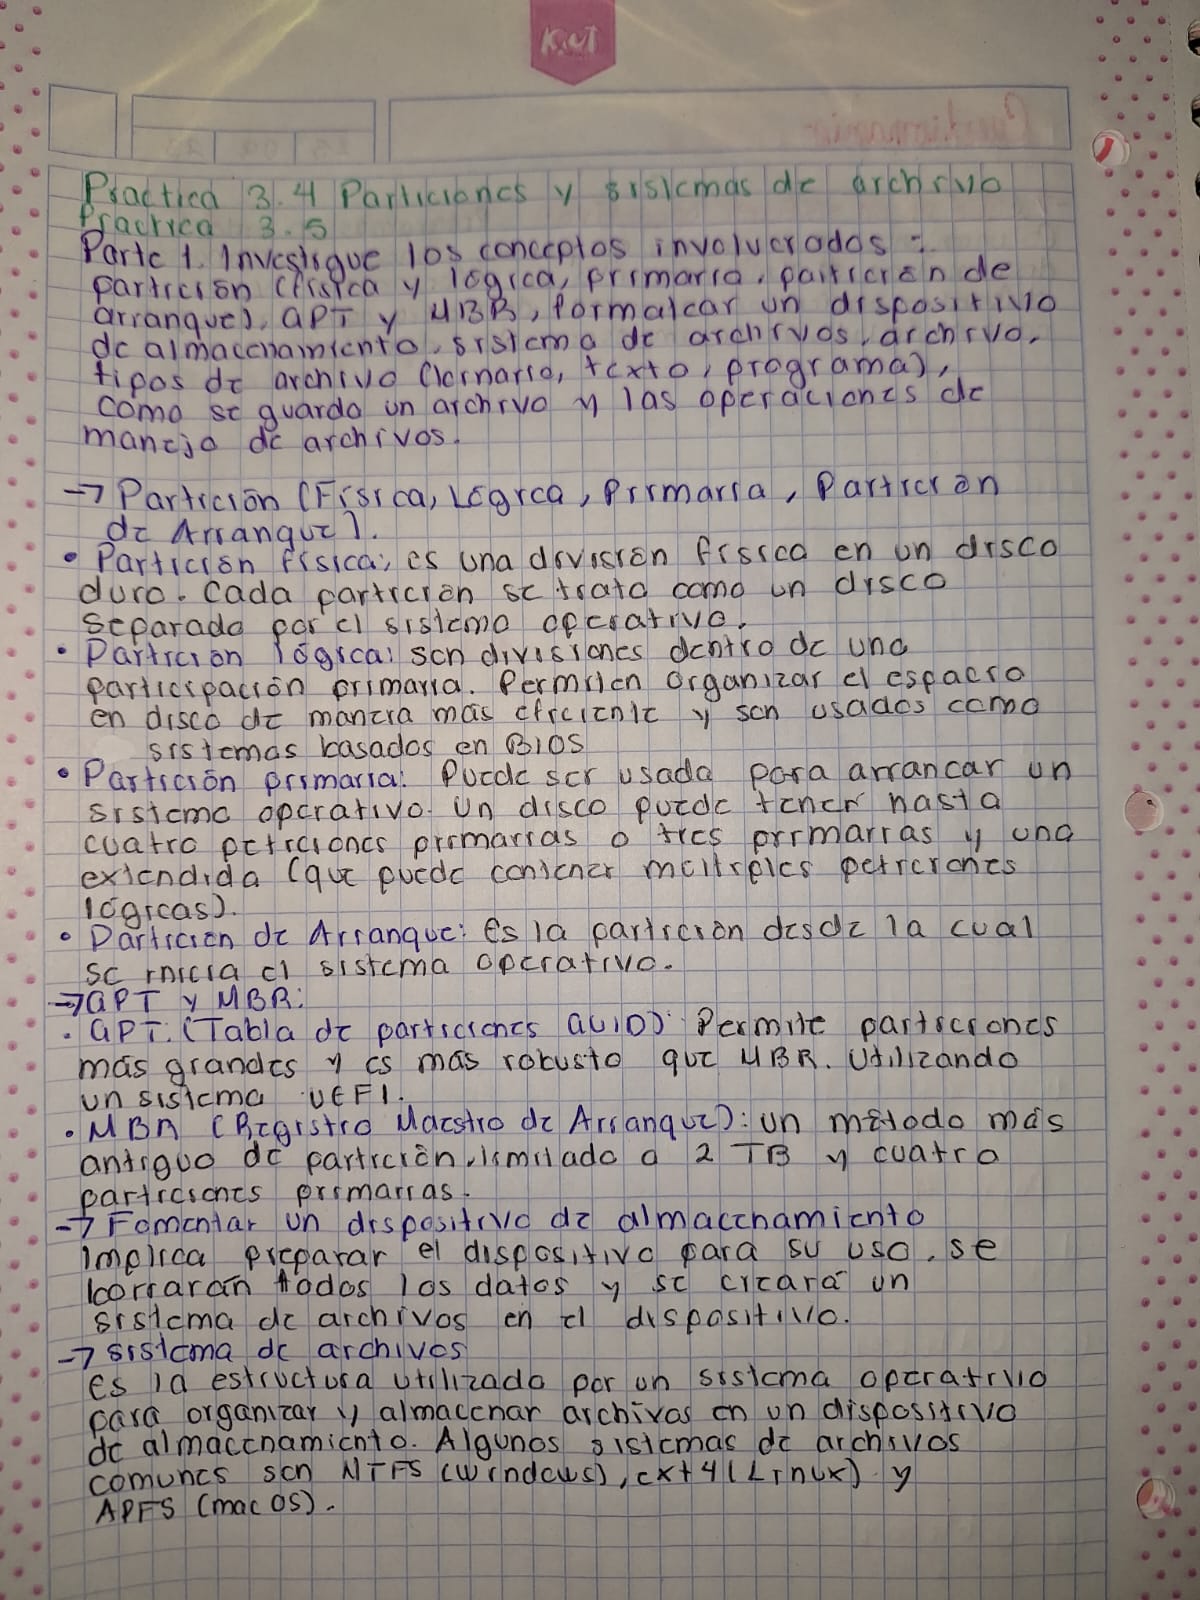 K.UT
Practica 3.4 Particiones y sistemas de archivo
Practica 3.5
Parte 1. Investigue los conceptos involucrados :
partición (física y lógica, primaria, partición de
arranque), GPT y MBR, formatear un dispositivo
de almacenamiento, sistema de archivos, archivo,
tipos de archivo (binario, texto, programa),
como se guarda un archivo y las operaciones de
manejo de archivos.
→ Partición (Física, Lógica, Primaria, Partición
de Arranque).
• Partición física: es una división física en un disco
duro. Cada partición se trata como un disco
separado por el sistema operativo.
• Partición lógica: son divisiones dentro de una
participación primaria. Permiten organizar el espacio
en disco de manera más eficiente y son usados como
sistemas basados en BIOS
• Partición primaria: Puede ser usada para arrancar un
sistema operativo. Un disco puede tener hasta
cuatro peticiones primarias o tres primarias y una
extendida (que puede contener multiples peticiones
lógicas).
• Partición de Arranque: Es la partición desde la cual
se inicia el sistema operativo.
→ GPT y MBR:
• GPT. (Tabla de particiones GUID): Permite particiones
más grandes y es más robusto que MBR. Utilizando
un sistema UEFI.
• MBR (Registro Maestro de Arranque): un método más
antiguo de partición, limitado a 2 TB y cuatro
particiones primarias.
→ Fomentar un dispositivo de almacenamiento
Implica preparar el dispositivo para su uso, se
borraran todos los datos y se creará un
sistema de archivos en el dispositivo.
→ sistema de archivos
Es la estructura utilizada por un sistema operativo
para organizar y almacenar archivos en un dispositivo
de almacenamiento. Algunos sistemas de archivos
comunes son NTFS (Windows), ext4 (Linux) y
APFS (mac OS).